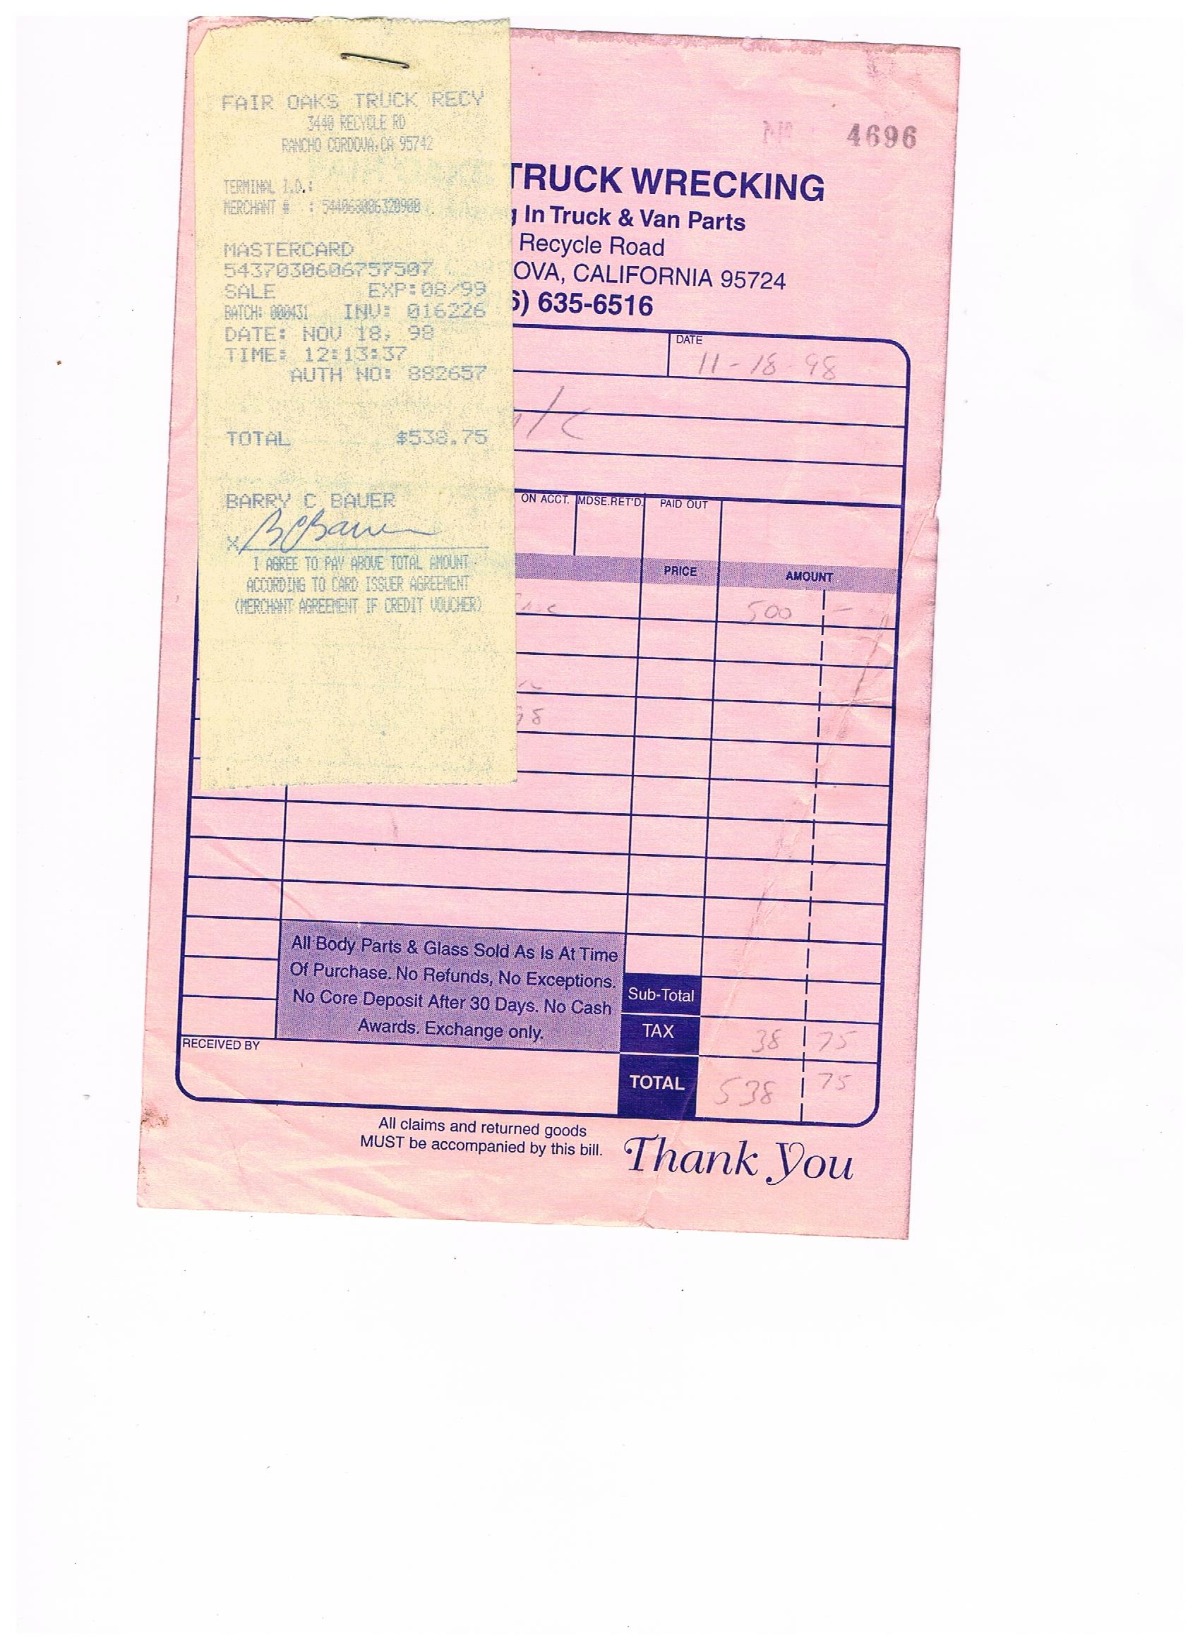 FAIR OAKS TRUCK RECY
3440 RECYCLE RD
RANCHO CORDOVA, CA 95742
TERMINAL I.D.:
MERCHANT # : 544063006320900
MASTERCARD
5437030606757507
SALE EXP: 08/99
BATCH: 000431 INV: 016226
DATE: NOV 18, 98
TIME: 12:13:37
AUTH NO: 882657
TOTAL $538.75
BARRY C BAUER
X BCBauer
I AGREE TO PAY ABOVE TOTAL AMOUNT
ACCORDING TO CARD ISSUER AGREEMENT
(MERCHANT AGREEMENT IF CREDIT VOUCHER)
Nº 4696
TRUCK WRECKING
g In Truck & Van Parts
Recycle Road
OVA, CALIFORNIA 95724
6) 635-6516
DATE
11-18-98
ON ACCT. MDSE. RET'D. PAID OUT
PRICE AMOUNT
500 -
98
All Body Parts & Glass Sold As Is At Time
Of Purchase. No Refunds, No Exceptions.
No Core Deposit After 30 Days. No Cash
Awards. Exchange only.
Sub-Total
TAX 38 75
TOTAL 538 75
RECEIVED BY
All claims and returned goods
MUST be accompanied by this bill.
Thank You